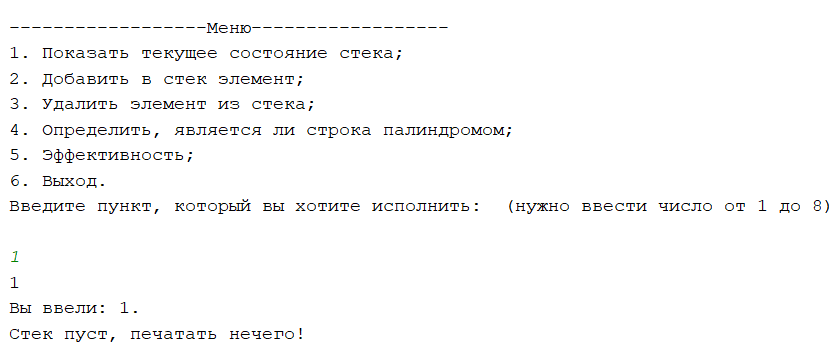 ------------------Меню------------------
1. Показать текущее состояние стека;
2. Добавить в стек элемент;
3. Удалить элемент из стека;
4. Определить, является ли строка палиндромом;
5. Эффективность;
6. Выход.
Введите пункт, который вы хотите исполнить:  (нужно ввести число от 1 до 8)
1
1
Вы ввели: 1.
Стек пуст, печатать нечего!